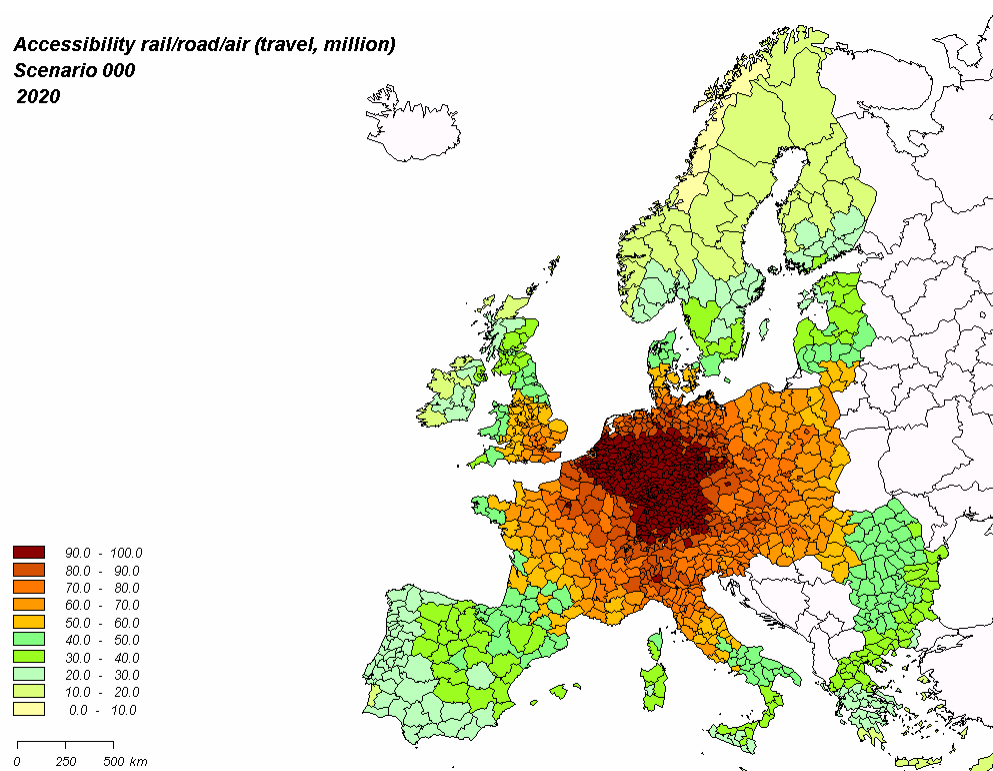 Accessibility rail/road/air (travel, million)
Scenario 000
2020
90.0 - 100.0
80.0 - 90.0
70.0 - 80.0
60.0 - 70.0
50.0 - 60.0
40.0 - 50.0
30.0 - 40.0
20.0 - 30.0
10.0 - 20.0
0.0 - 10.0
0 250 500 km